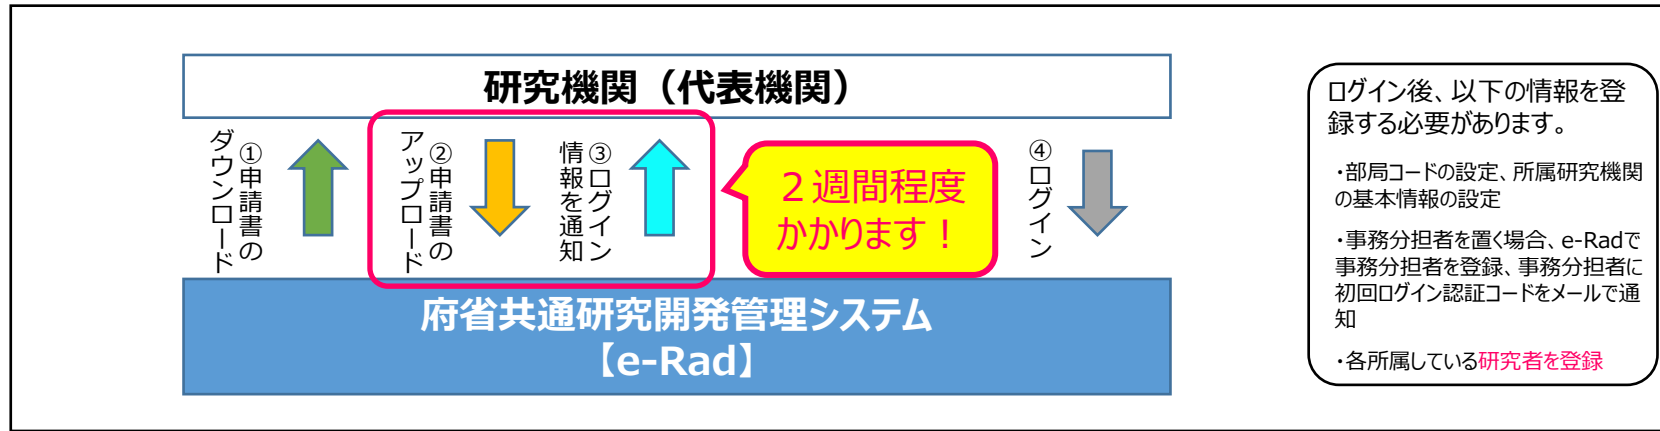 研究機関（代表機関）
①申請書の
ダウンロード
②申請書の
アップロード
③ログイン
情報を通知
２週間程度
かかります！
④ログイン
府省共通研究開発管理システム
【e-Rad】
ログイン後、以下の情報を登
録する必要があります。
・部局コードの設定、所属研究機関
の基本情報の設定
・事務分担者を置く場合、e-Radで
事務分担者を登録、事務分担者に
初回ログイン認証コードをメールで通
知
・各所属している研究者を登録